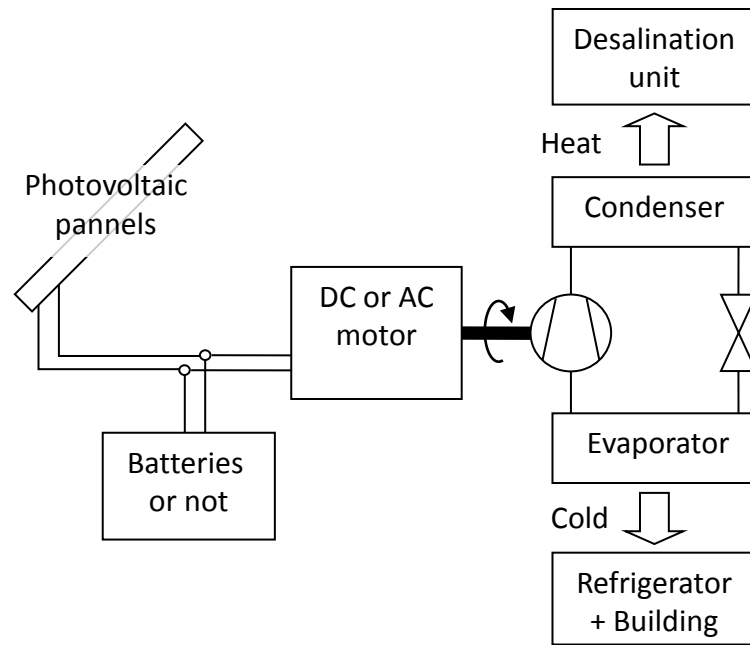 Desalination
unit
Heat
Photovoltaic
pannels
Condenser
DC or AC
motor
Batteries
or not
Evaporator
Cold
Refrigerator
+ Building